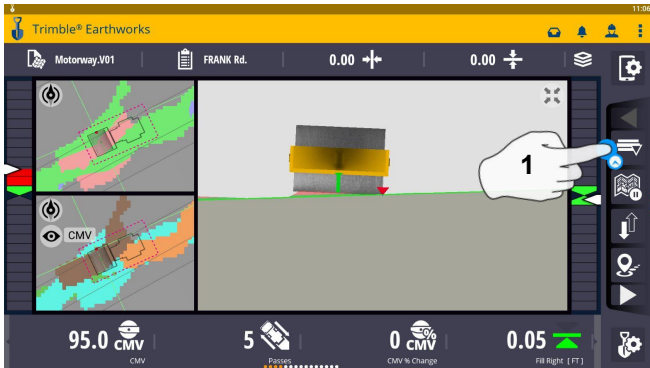 11:06
Trimble® Earthworks
Motorway.V01 FRANK Rd. 0.00 0.00
1
CMV
95.0 CMV 5 0 CMV 0.05
CMV Passes CMV % Change Fill Right [ FT ]